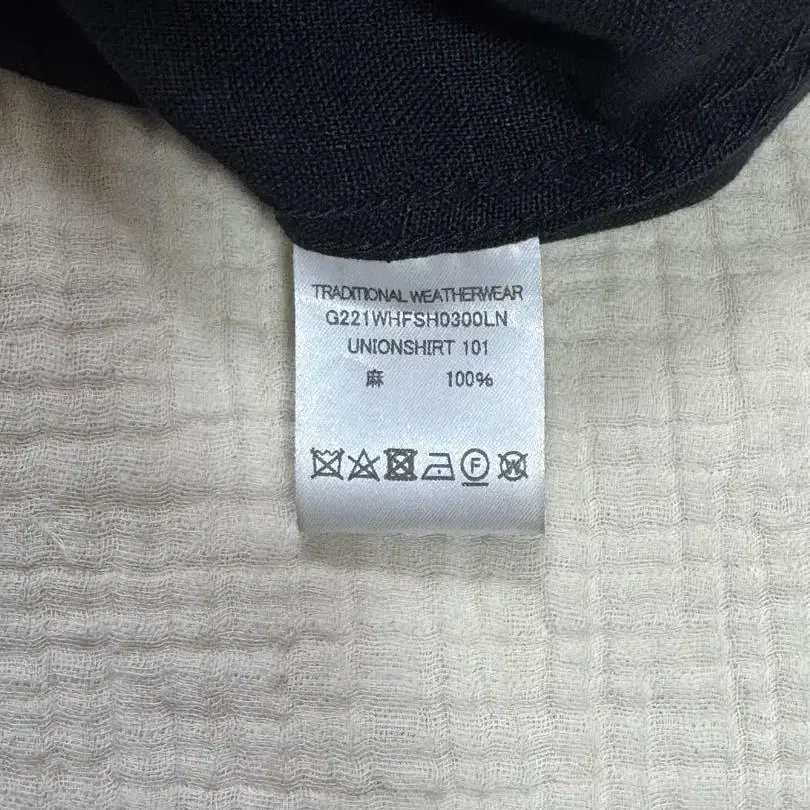 TRADITIONAL WEATHERWEAR
G221WHFSH0300LN
UNIONSHIRT 101
麻 100%
F W